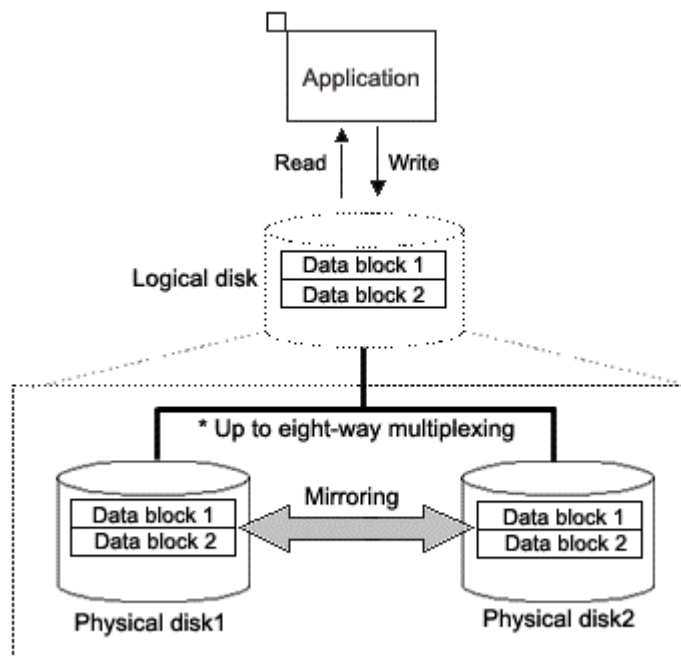 Application
Read
Write
Logical disk
Data block 1
Data block 2
* Up to eight-way multiplexing
Mirroring
Data block 1
Data block 2
Data block 1
Data block 2
Physical disk1
Physical disk2